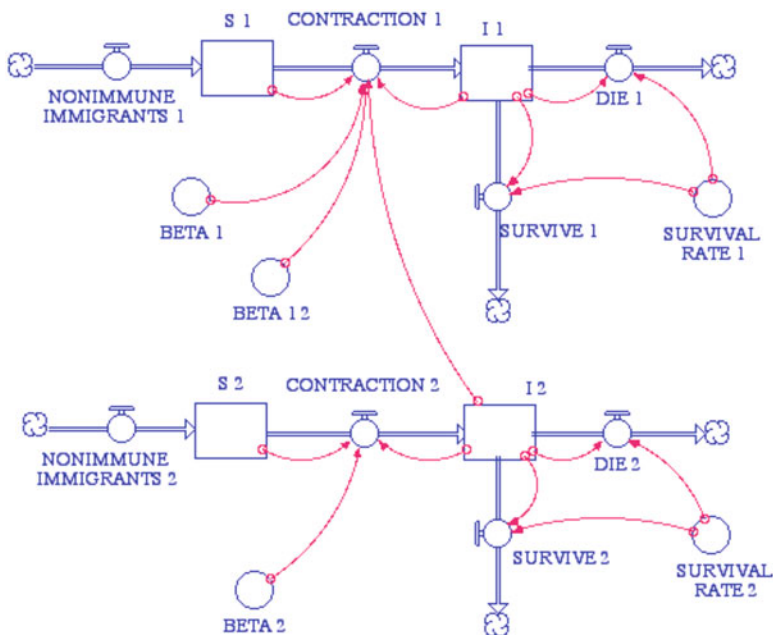 S 1
CONTRACTION 1
I 1
NONIMMUNE
IMMIGRANTS 1
DIE 1
BETA 1
SURVIVE 1
SURVIVAL
RATE 1
BETA 1 2
S 2
CONTRACTION 2
I 2
NONIMMUNE
IMMIGRANTS 2
DIE 2
SURVIVE 2
SURVIVAL
RATE 2
BETA 2